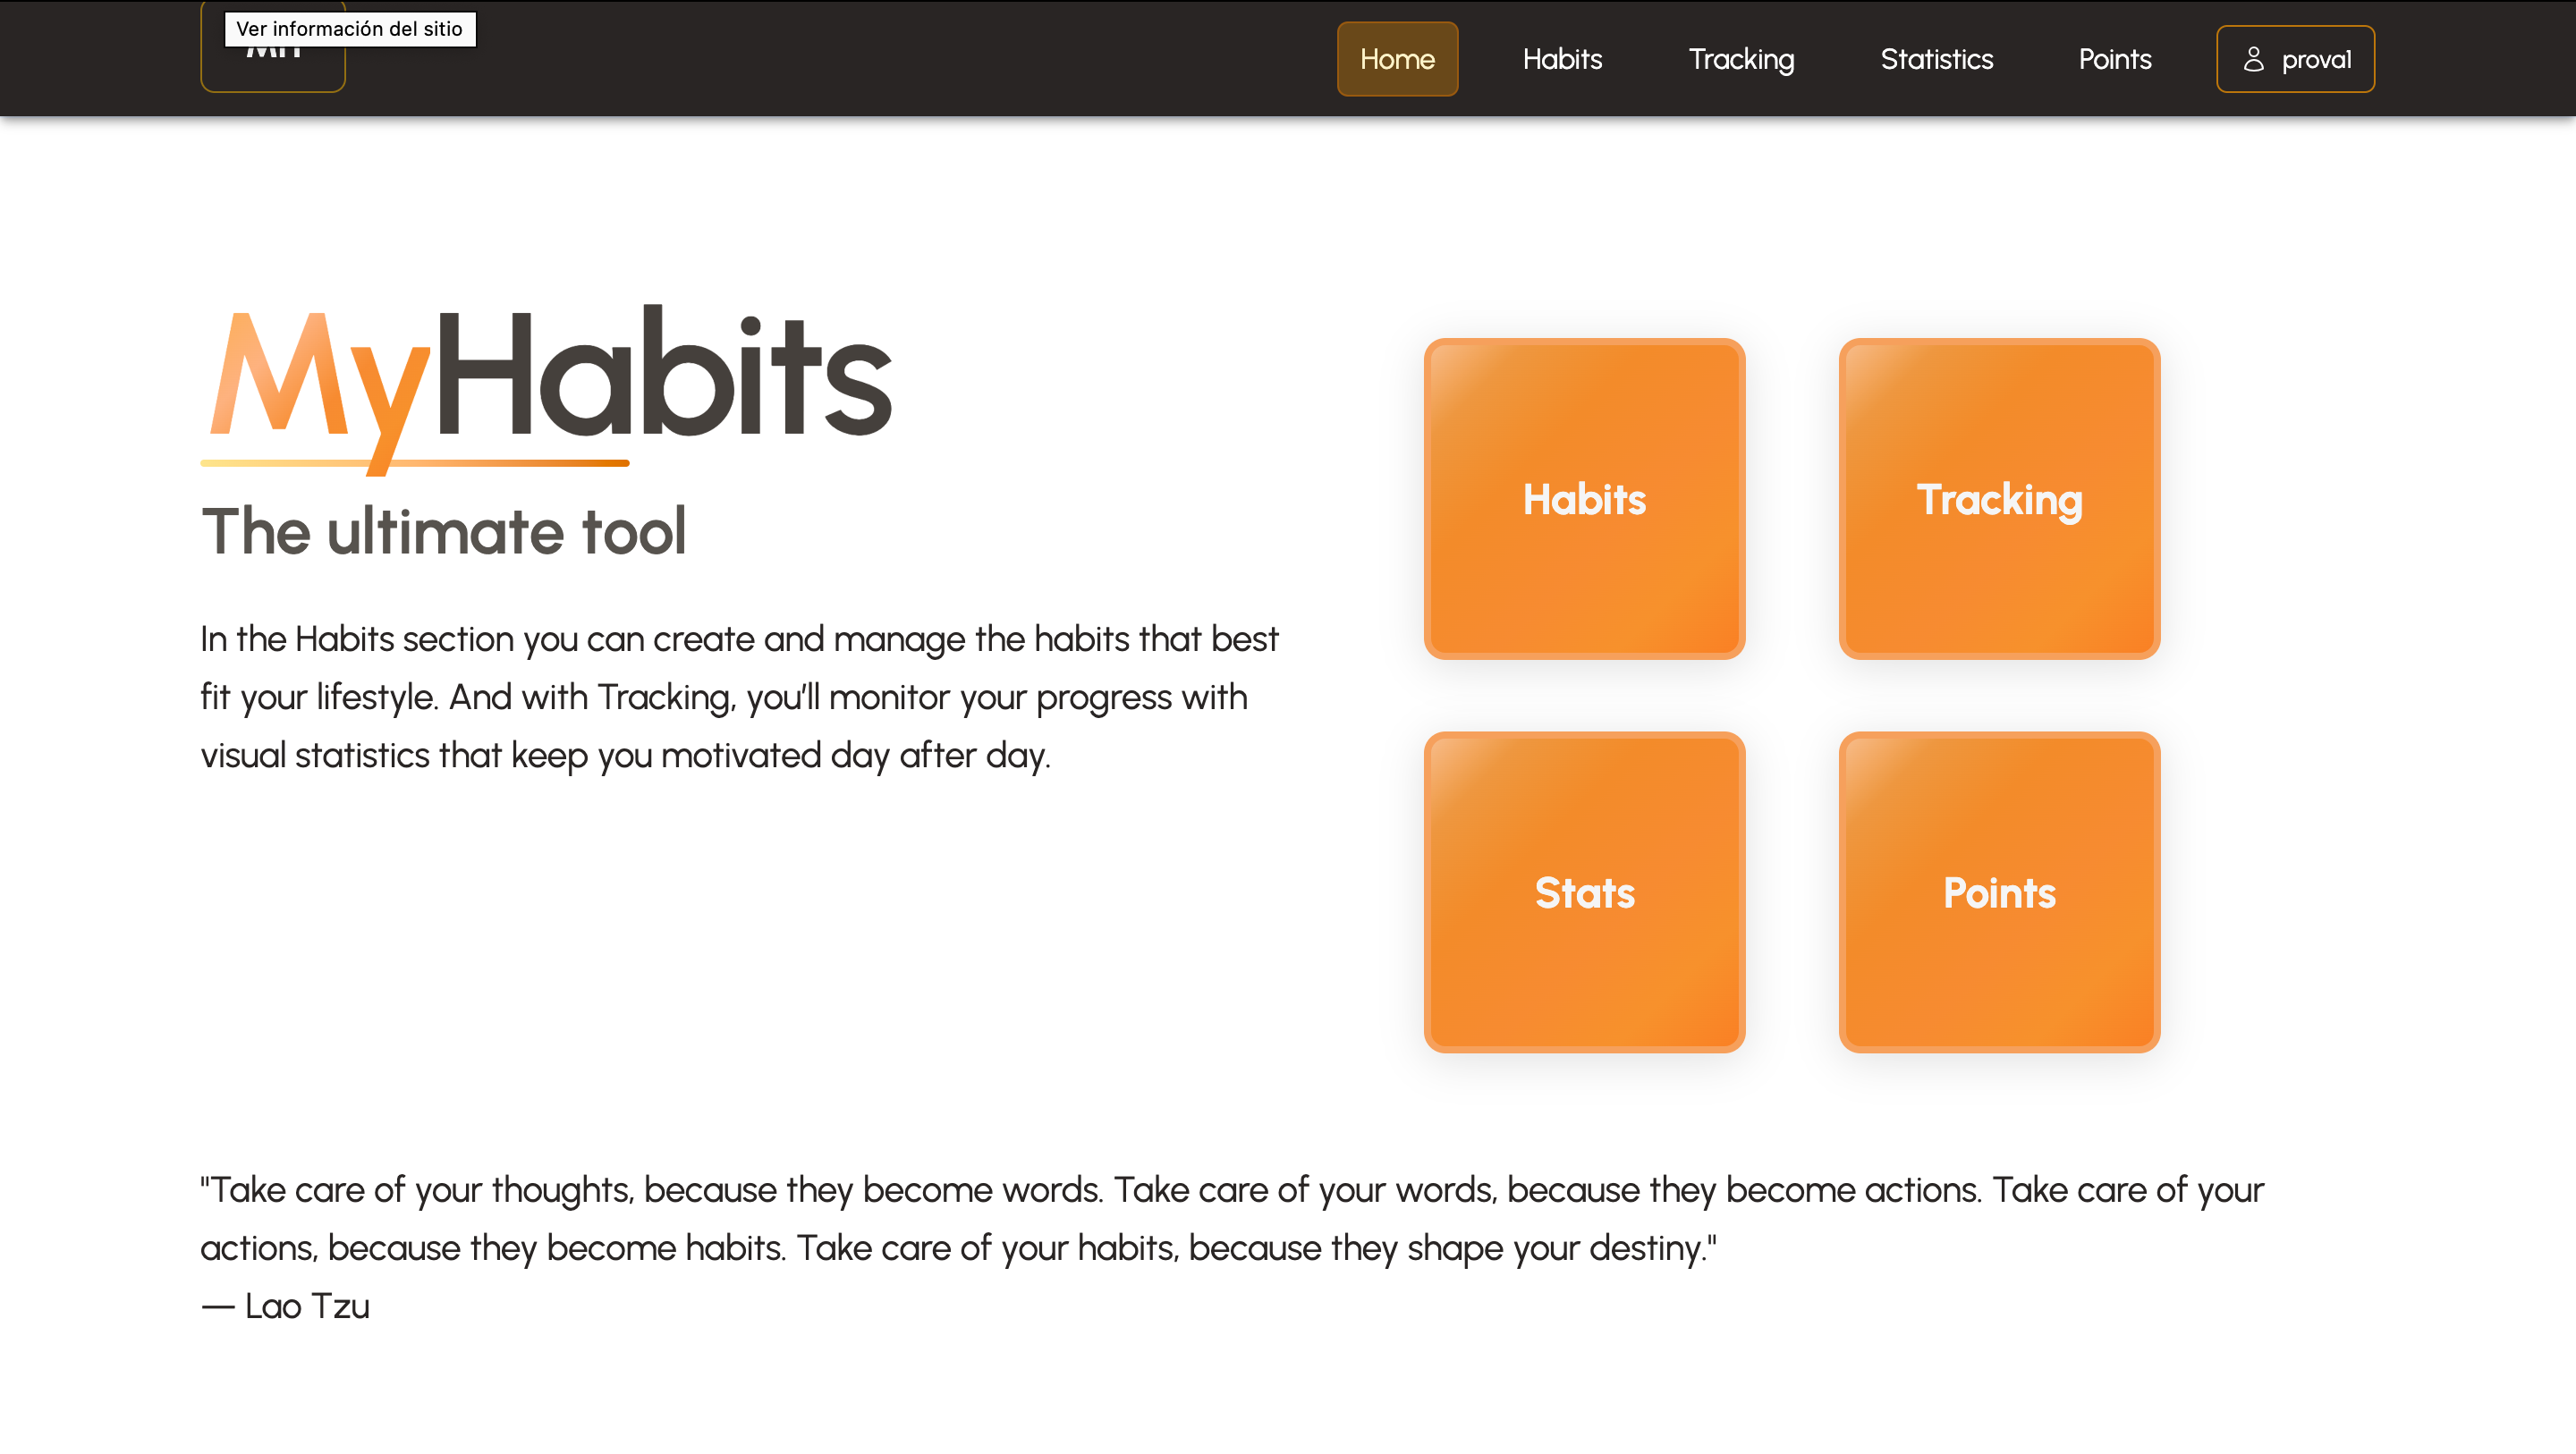 Ver información del sitio
Home Habits Tracking Statistics Points prova1
MyHabits
The ultimate tool
In the Habits section you can create and manage the habits that best
fit your lifestyle. And with Tracking, you'll monitor your progress with
visual statistics that keep you motivated day after day.
Habits
Tracking
Stats
Points
"Take care of your thoughts, because they become words. Take care of your words, because they become actions. Take care of your
actions, because they become habits. Take care of your habits, because they shape your destiny."
— Lao Tzu